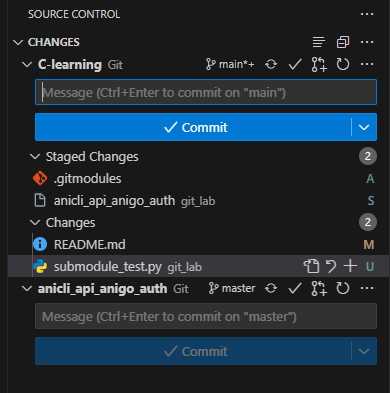 SOURCE CONTROL
CHANGES
C-learning Git main*+
Message (Ctrl+Enter to commit on "main")
Commit
Staged Changes 2
.gitmodules A
anicli_api_anigo_auth git_lab S
Changes 2
README.md M
submodule_test.py git_lab U
anicli_api_anigo_auth Git master
Message (Ctrl+Enter to commit on "master")
Commit